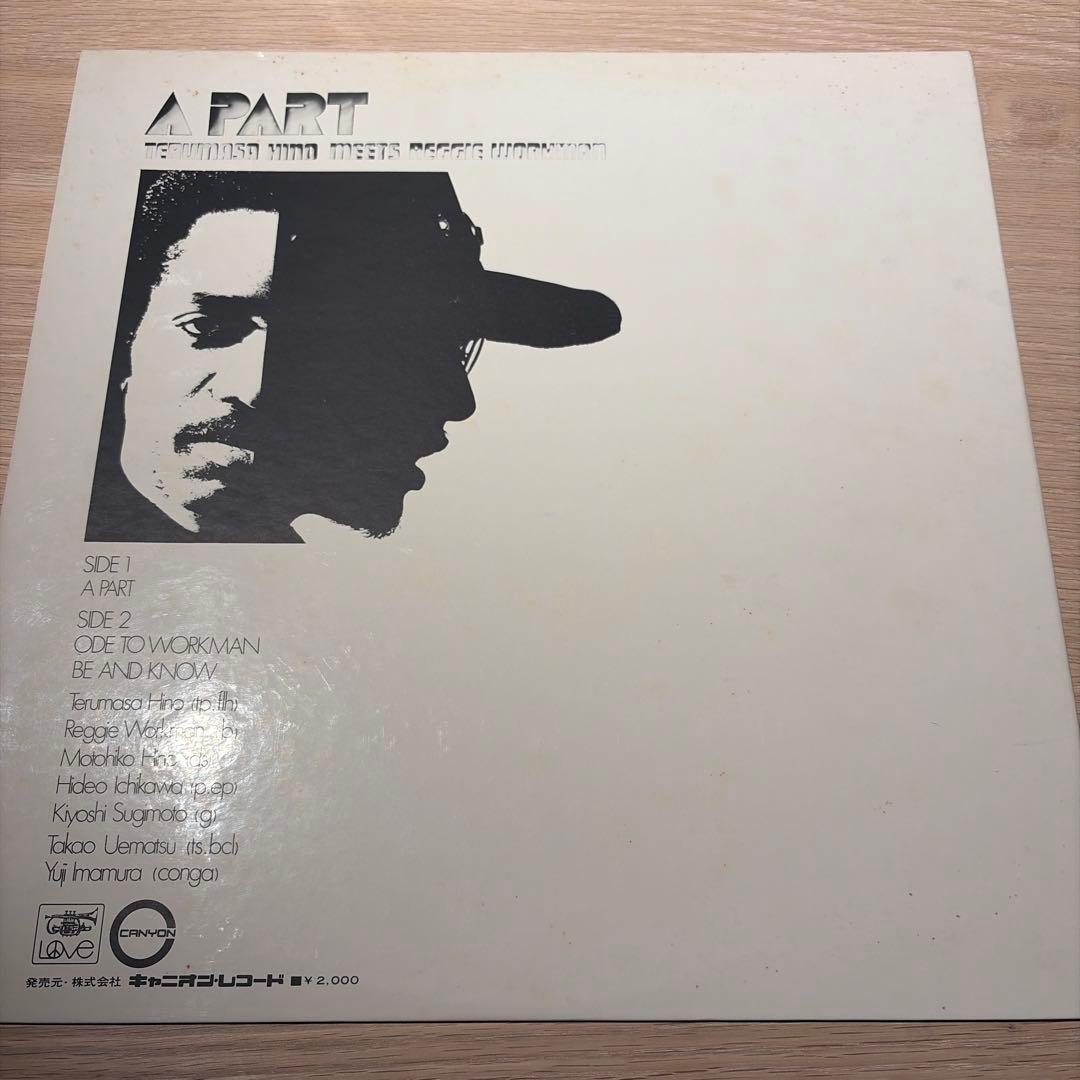 A PART
TERUMASA HINO MEETS REGGIE WORKMAN
SIDE 1
A PART
SIDE 2
ODE TO WORKMAN
BE AND KNOW
Terumasa Hino (tp.flh)
Reggie Workman (b)
Motohiko Hino (ds)
Hideo Ichikawa (p.ep)
Kiyoshi Sugimoto (g)
Takao Uematsu (ts.bcl)
Yuji Imamura (conga)
LOVE
CANYON
発売元・株式会社 キャニオン・レコード ■¥2,000